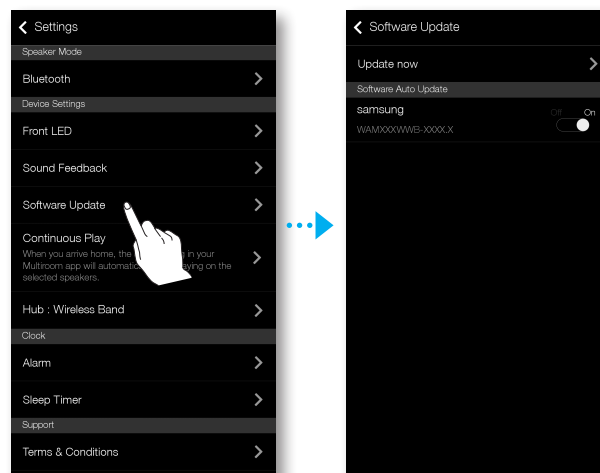 Settings
Speaker Mode
Bluetooth
Device Settings
Front LED
Sound Feedback
Software Update
Continuous Play
When you arrive home, the in your
Multiroom app will automatic aying on the
selected speakers.
Hub : Wireless Band
Clock
Alarm
Sleep Timer
Support
Terms & Conditions
Software Update
Update now
Software Auto Update
samsung
Off On
WAMXXXWWB-XXXX.X